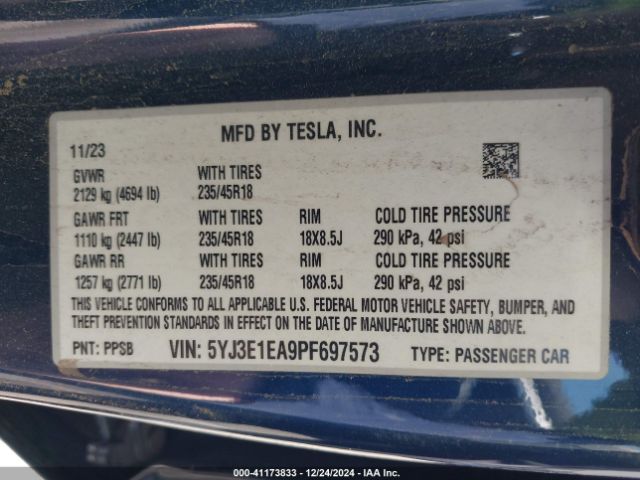 MFD BY TESLA, INC.
11/23
GVWR WITH TIRES
2129 kg (4694 lb) 235/45R18
GAWR FRT WITH TIRES RIM COLD TIRE PRESSURE
1110 kg (2447 lb) 235/45R18 18X8.5J 290 kPa, 42 psi
GAWR RR WITH TIRES RIM COLD TIRE PRESSURE
1257 kg (2771 lb) 235/45R18 18X8.5J 290 kPa, 42 psi
THIS VEHICLE CONFORMS TO ALL APPLICABLE U.S. FEDERAL MOTOR VEHICLE SAFETY, BUMPER, AND
THEFT PREVENTION STANDARDS IN EFFECT ON THE DATE OF MANUFACTURE SHOWN ABOVE.
PNT: PPSB VIN: 5YJ3E1EA9PF697573 TYPE: PASSENGER CAR
000-41173833 - 12/24/2024 - IAA Inc.